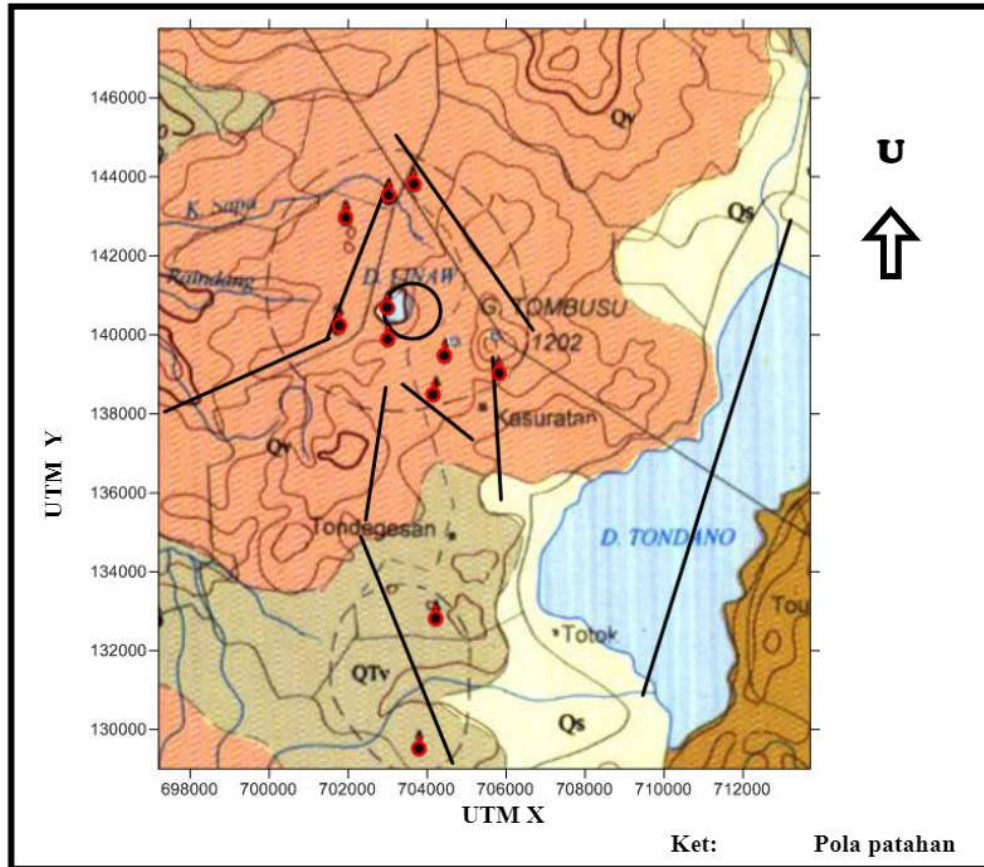 146000
144000
142000
140000
138000
136000
134000
132000
130000
UTM Y
Qv
K. Sapa
Qs
U
Raindang
D. LINAW
G. TOMBUSU
1202
Kasuratan
Qv
Tondegesan
D. TONDANO
Tou
Totok
QTv
Qs
698000 700000 702000 704000 706000 708000 710000 712000
UTM X
Ket: Pola patahan